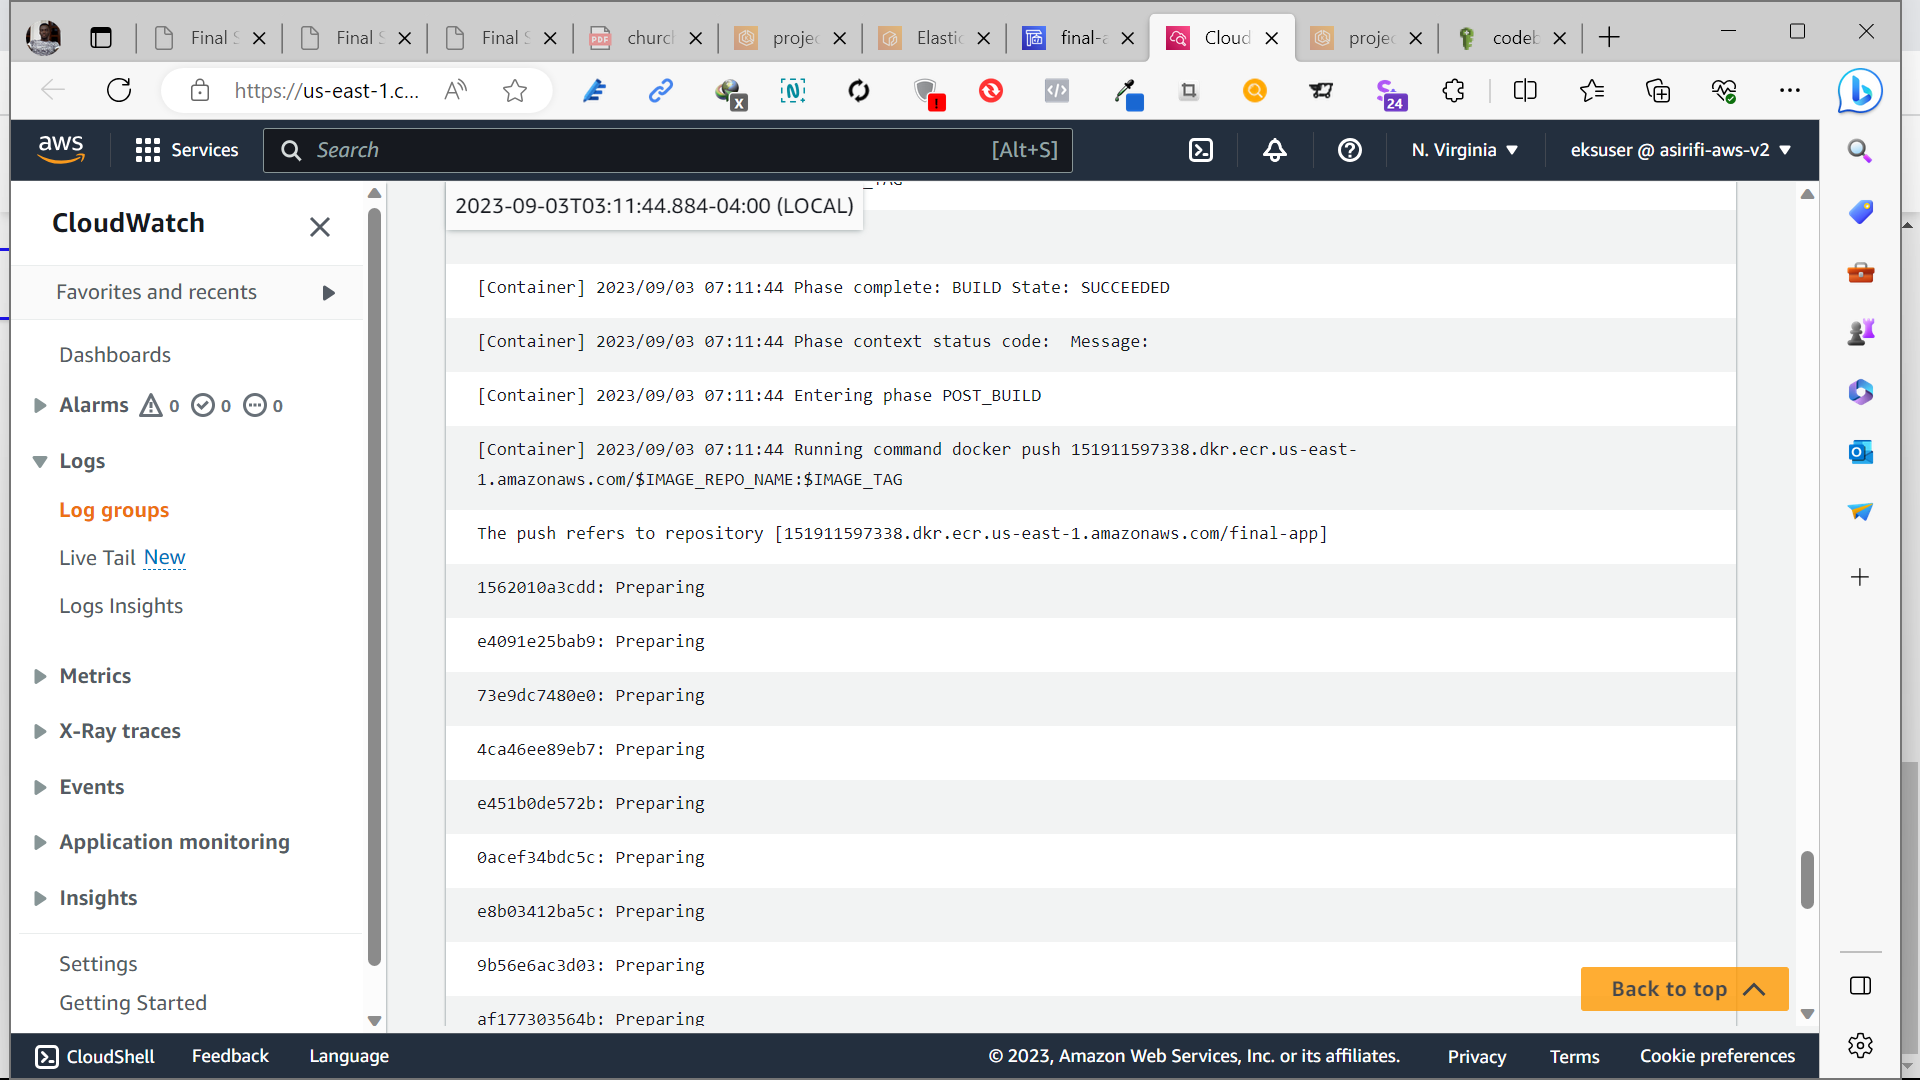 Final S
Final S
Final S
churc
projec
Elastic
final-a
Cloud
projec
codeb
https://us-east-1.c...
24
aws
Services
Search
[Alt+S]
N. Virginia
eksuser @ asirifi-aws-v2
CloudWatch
Favorites and recents
Dashboards
Alarms 0 0 0
Logs
Log groups
Live Tail New
Logs Insights
Metrics
X-Ray traces
Events
Application monitoring
Insights
Settings
Getting Started
2023-09-03T03:11:44.884-04:00 (LOCAL)
[Container] 2023/09/03 07:11:44 Phase complete: BUILD State: SUCCEEDED
[Container] 2023/09/03 07:11:44 Phase context status code:  Message:
[Container] 2023/09/03 07:11:44 Entering phase POST_BUILD
[Container] 2023/09/03 07:11:44 Running command docker push 151911597338.dkr.ecr.us-east-
1.amazonaws.com/$IMAGE_REPO_NAME:$IMAGE_TAG
The push refers to repository [151911597338.dkr.ecr.us-east-1.amazonaws.com/final-app]
1562010a3cdd: Preparing
e4091e25bab9: Preparing
73e9dc7480e0: Preparing
4ca46ee89eb7: Preparing
e451b0de572b: Preparing
0acef34bdc5c: Preparing
e8b03412ba5c: Preparing
9b56e6ac3d03: Preparing
af177303564b: Preparing
Back to top
CloudShell
Feedback
Language
© 2023, Amazon Web Services, Inc. or its affiliates.
Privacy
Terms
Cookie preferences